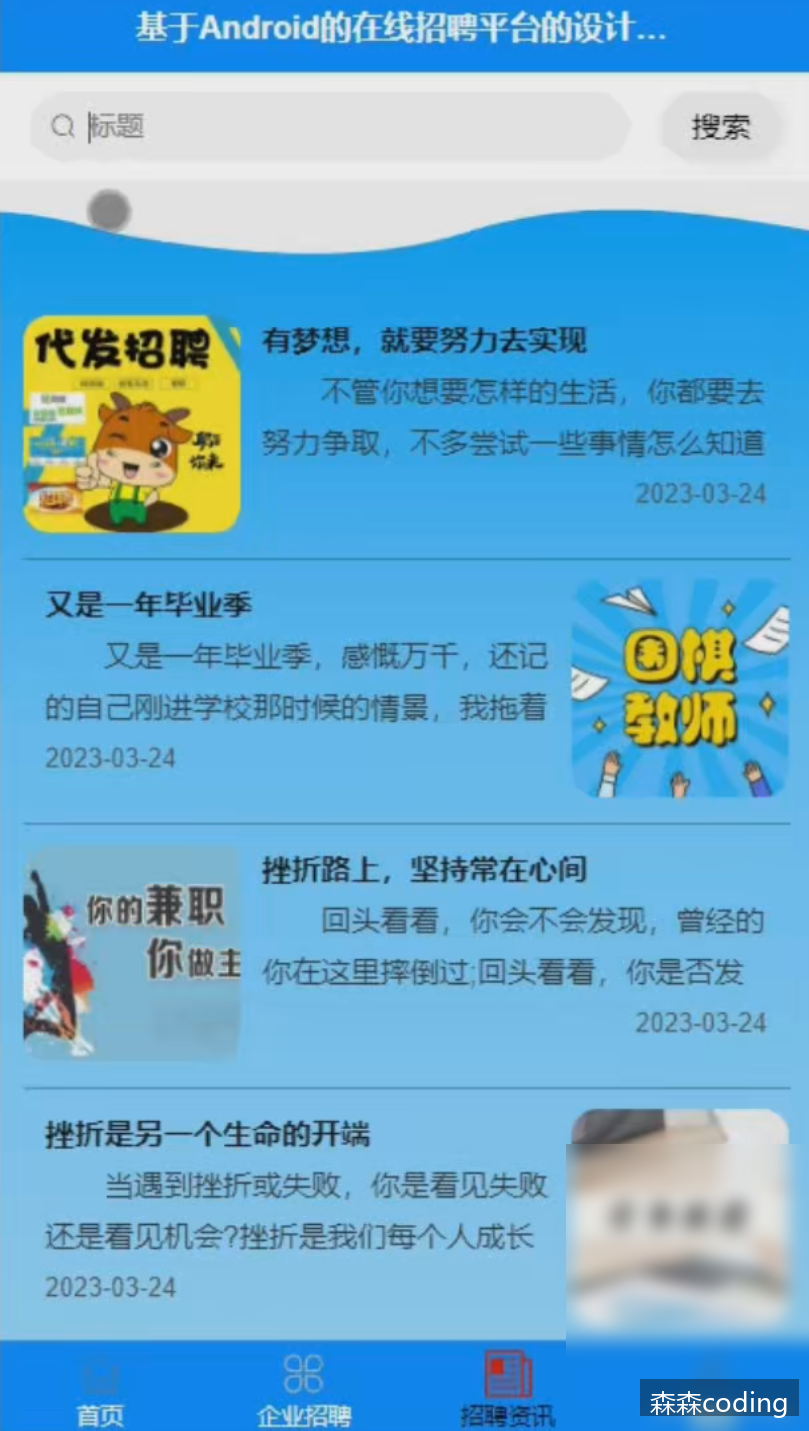 基于Android的在线招聘平台的设计...
标题
搜索
代发招聘
有梦想，就要努力去实现
不管你想要怎样的生活，你都要去
努力争取，不多尝试一些事情怎么知道
2023-03-24
又是一年毕业季
又是一年毕业季，感慨万千，还记
的自己刚进学校那时候的情景，我拖着
2023-03-24
围棋
教师
你的兼职
你做主
挫折路上，坚持常在心间
回头看看，你会不会发现，曾经的
你在这里摔倒过;回头看看，你是否发
2023-03-24
挫折是另一个生命的开端
当遇到挫折或失败，你是看见失败
还是看见机会?挫折是我们每个人成长
2023-03-24
首页
企业招聘
招聘资讯
森森coding